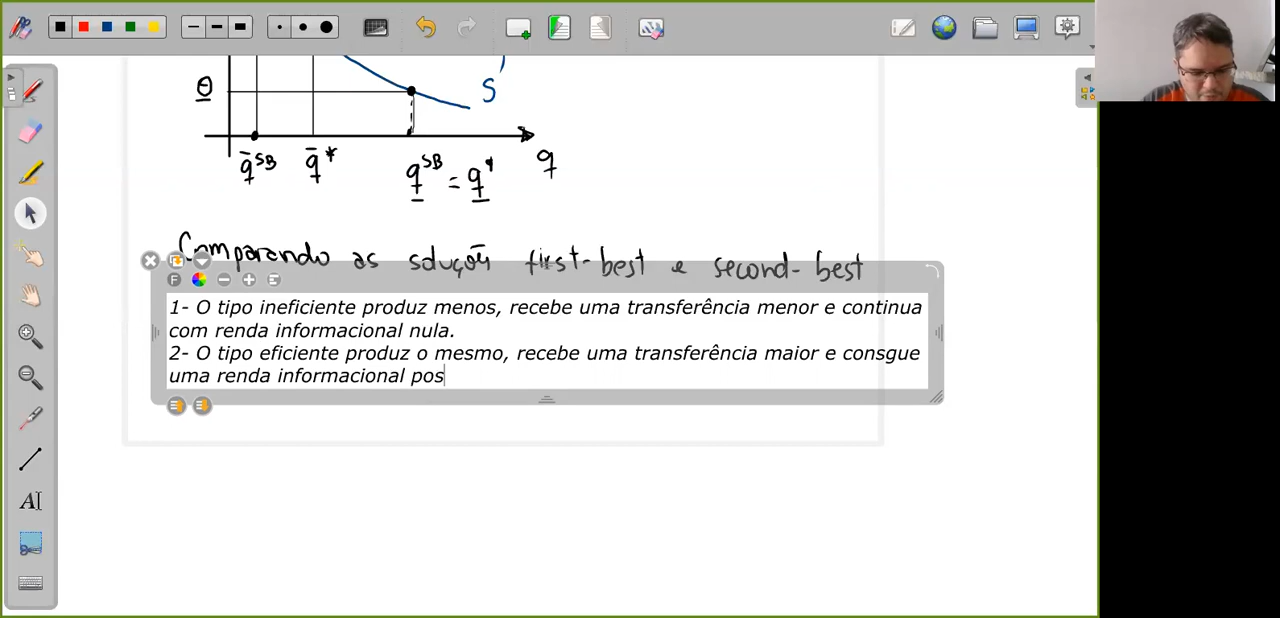 θ
S'
q̄ˢᴮ q̄* q̲ˢᴮ = q̲* q
Comparando as solução first-best e second-best
1- O tipo ineficiente produz menos, recebe uma transferência menor e continua
com renda informacional nula.
2- O tipo eficiente produz o mesmo, recebe uma transferência maior e consgue
uma renda informacional pos